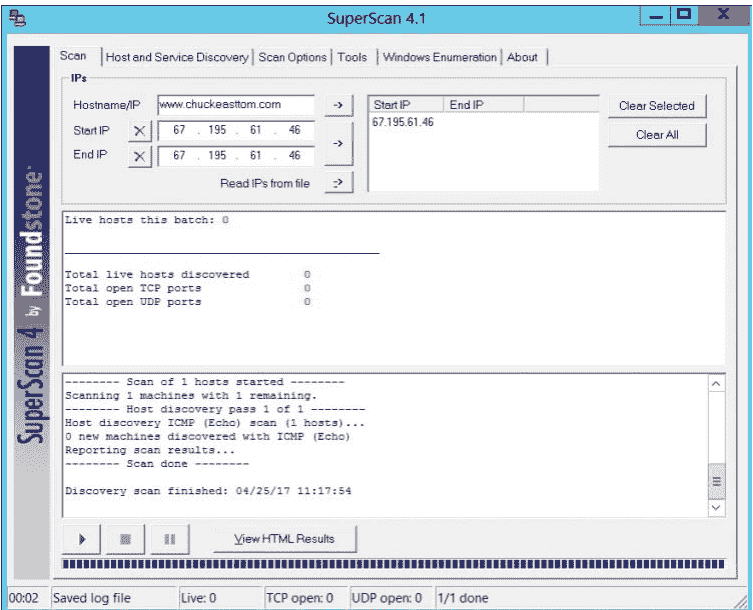 SuperScan 4.1
Scan Host and Service Discovery Scan Options Tools Windows Enumeration About
IPs
Hostname/IP www.chuckeasttom.com
Start IP 67 . 195 . 61 . 46
End IP 67 . 195 . 61 . 46
Read IPs from file
Start IP End IP
67.195.61.46
Clear Selected
Clear All
SuperScan 4 by Foundstone
Live hosts this batch: 0
Total live hosts discovered 0
Total open TCP ports 0
Total open UDP ports 0
-------- Scan of 1 hosts started --------
Scanning 1 machines with 1 remaining.
-------- Host discovery pass 1 of 1 --------
Host discovery ICMP (Echo) scan (1 hosts)...
0 new machines discovered with ICMP (Echo)
Reporting scan results...
-------- Scan done --------
Discovery scan finished: 04/25/17 11:17:54
View HTML Results
00:02 Saved log file Live: 0 TCP open: 0 UDP open: 0 1/1 done